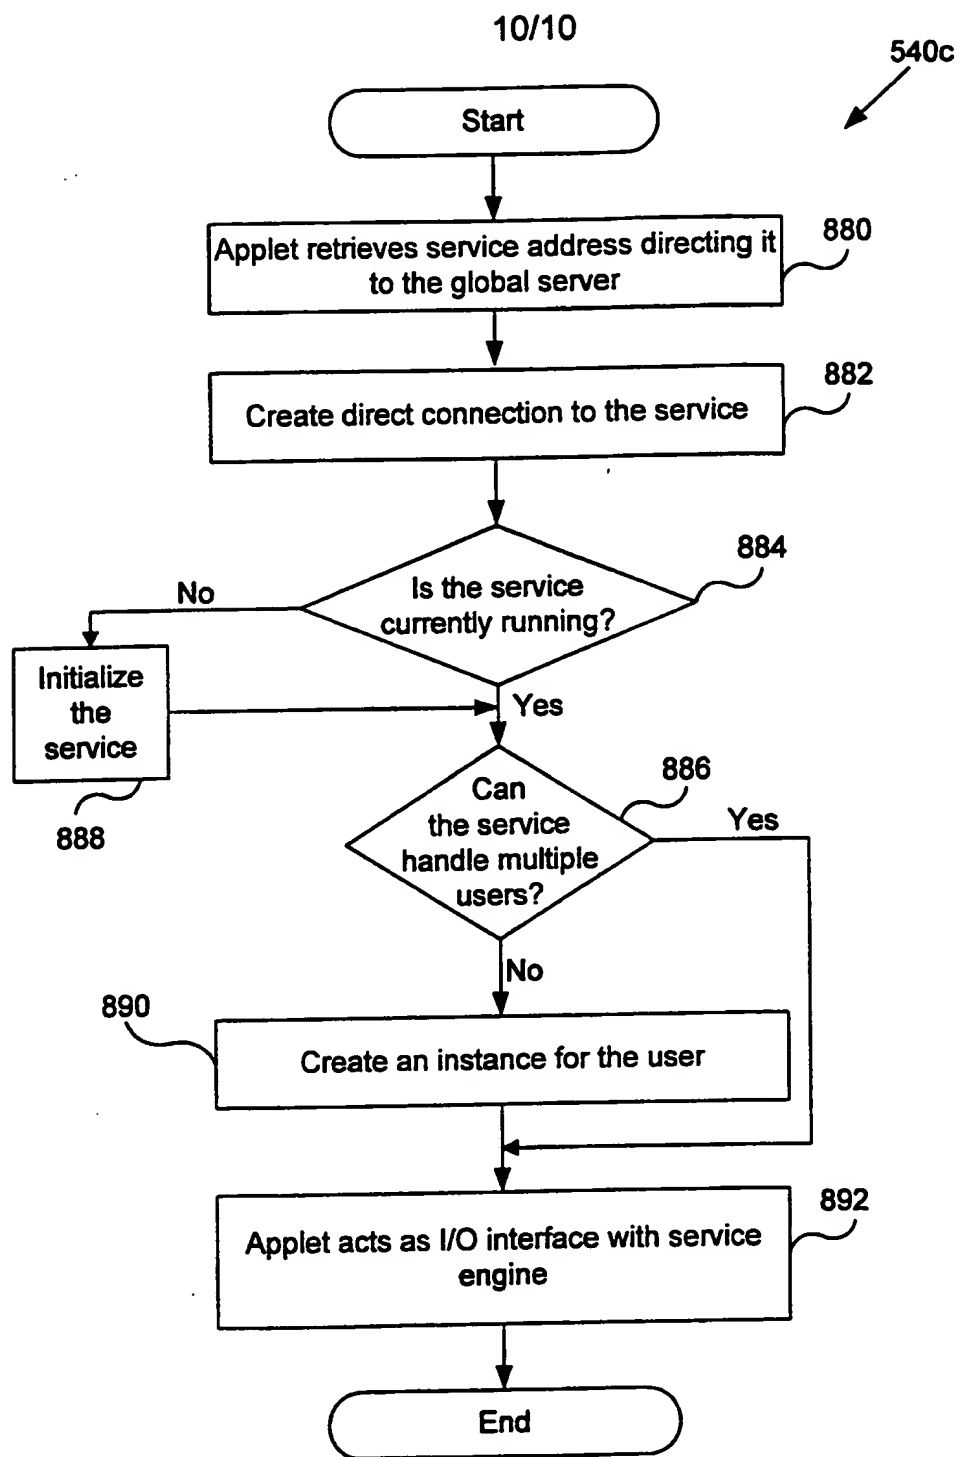 10/10
540c
Start
Applet retrieves service address directing it
to the global server
880
Create direct connection to the service
882
Is the service
currently running?
884
No
Initialize
the
service
888
Yes
Can
the service
handle multiple
users?
886
Yes
No
890
Create an instance for the user
Applet acts as I/O interface with service
engine
892
End